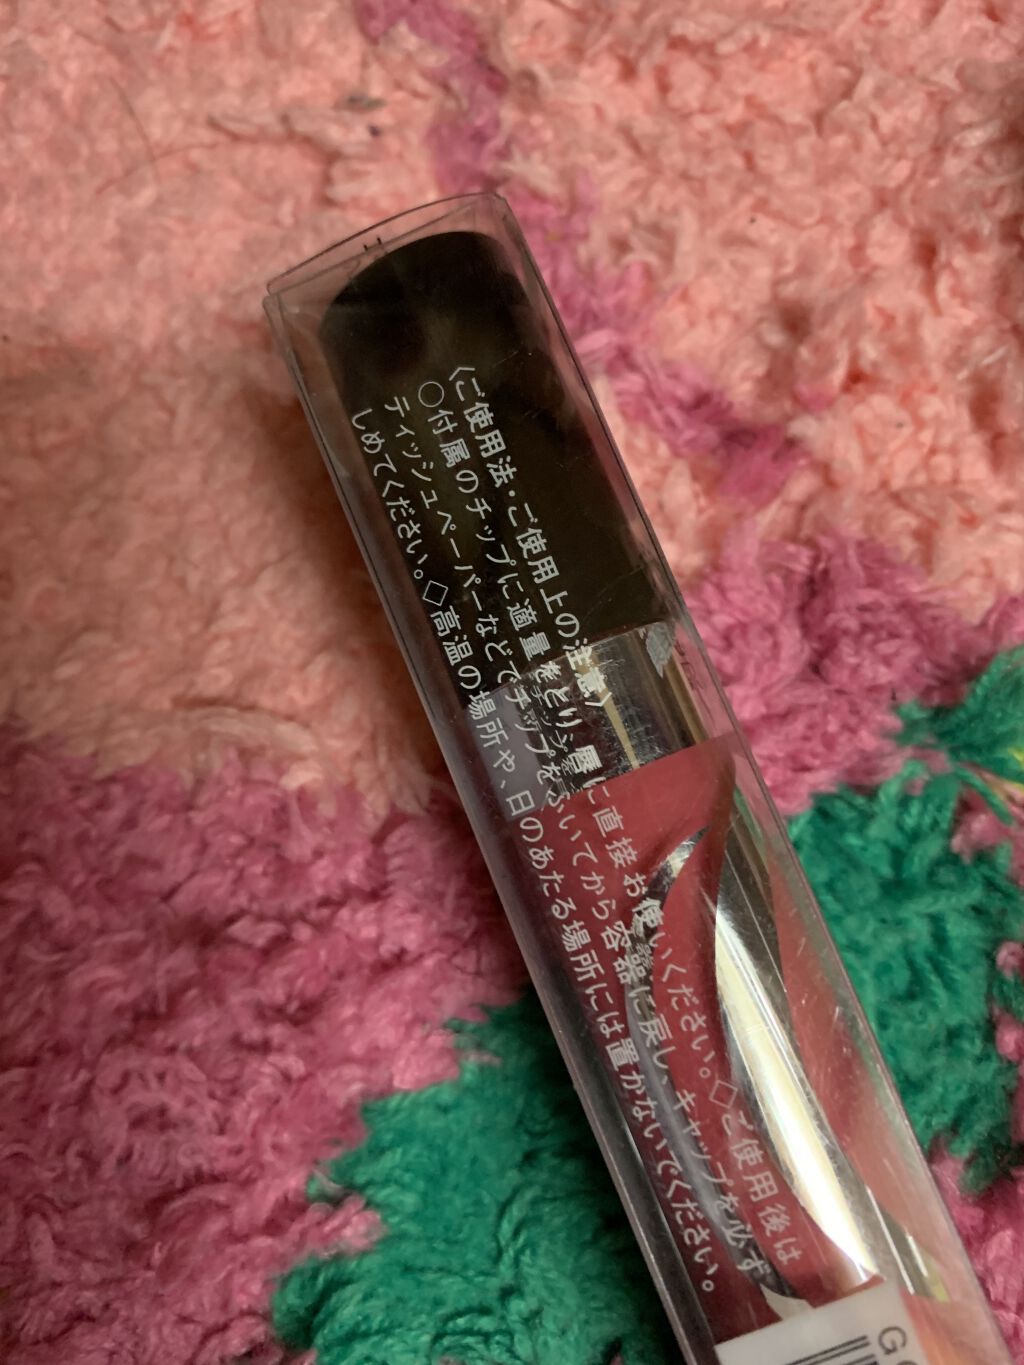 〈ご使用法・ご使用上の注意〉
○付属のチップに適量をとり、唇に直接お使いください。◇ご使用後は
ティッシュペーパーなどでチップをふいてから容器に戻し、キャップを必ず
しめてください。◇高温の場所や、日のあたる場所には置かないでください。
G